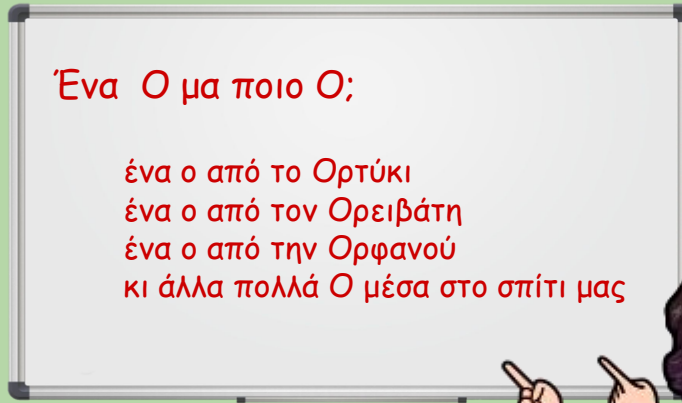 Ένα Ο μα ποιο Ο;
ένα ο από το Ορτύκι
ένα ο από τον Ορειβάτη
ένα ο από την Ορφανού
κι άλλα πολλά Ο μέσα στο σπίτι μας